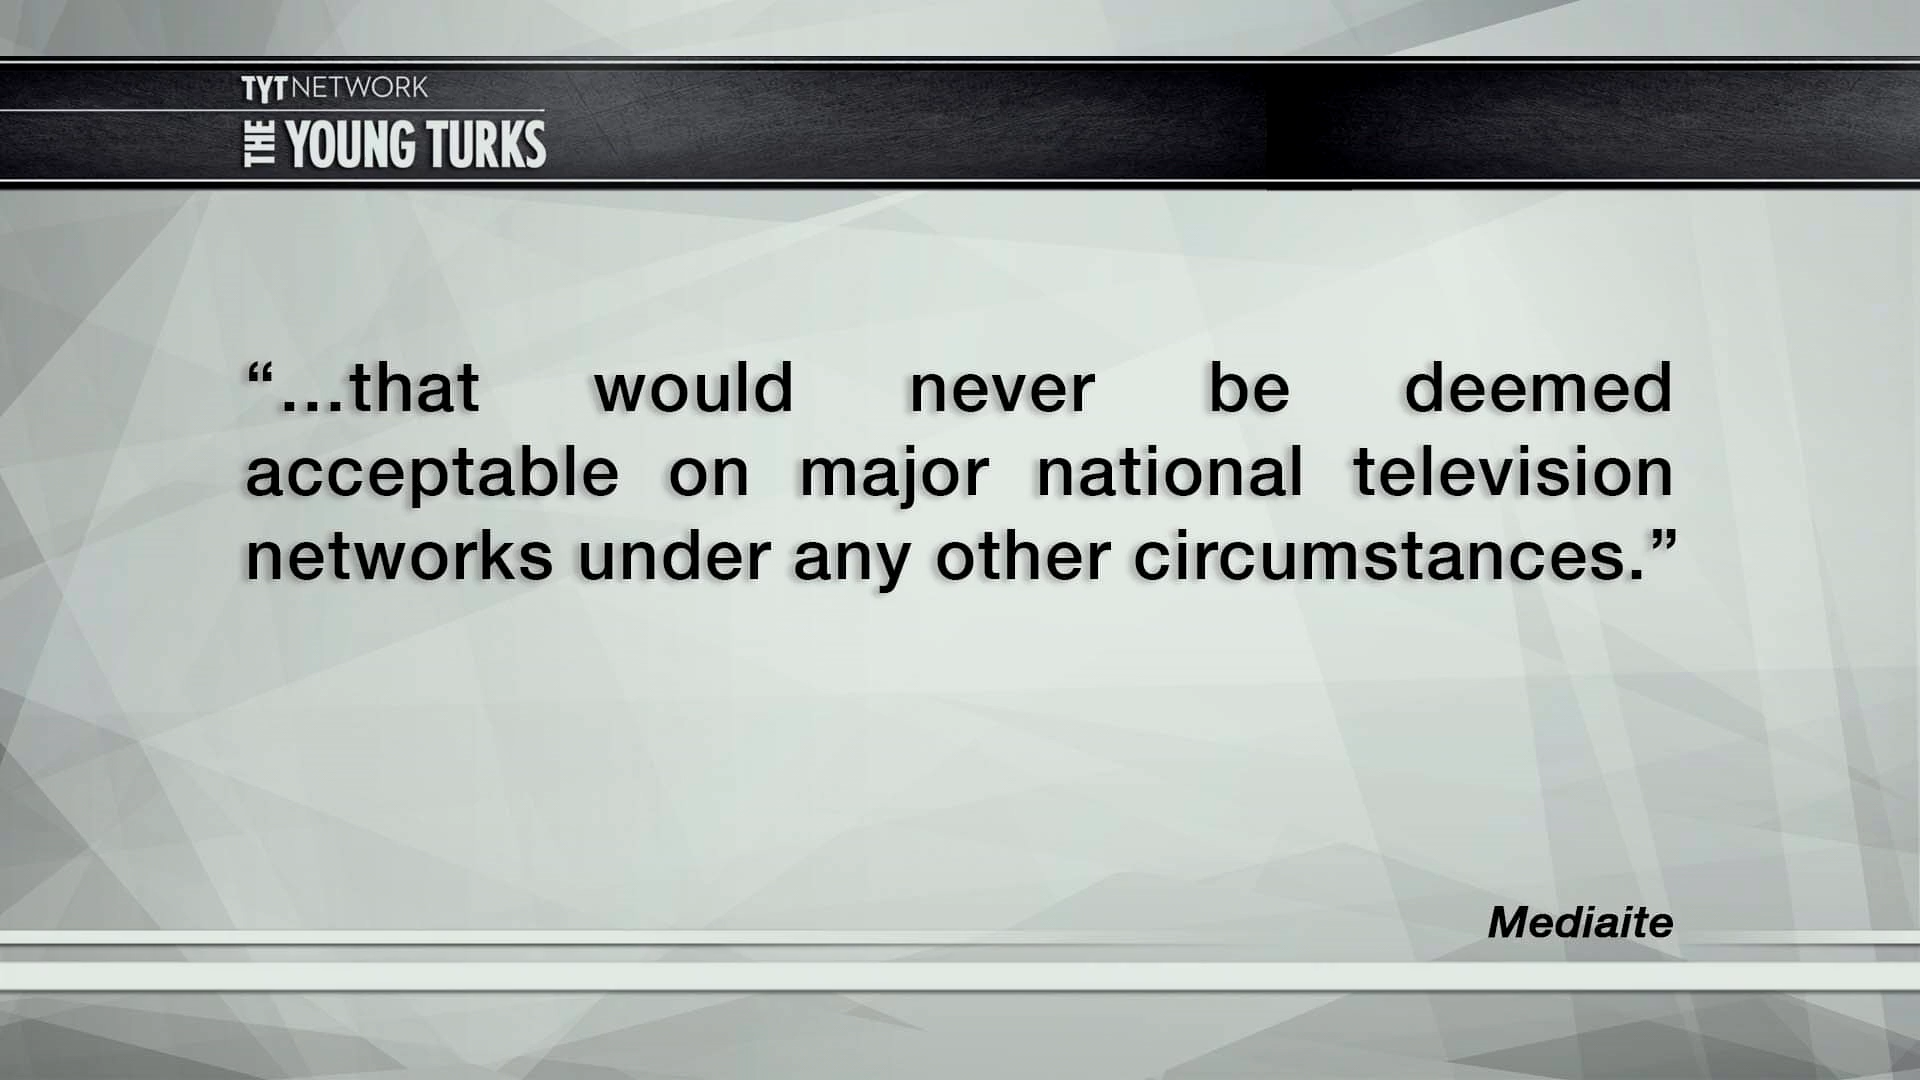 TYT NETWORK
THE YOUNG TURKS
“...that would never be deemed
acceptable on major national television
networks under any other circumstances.”
Mediaite